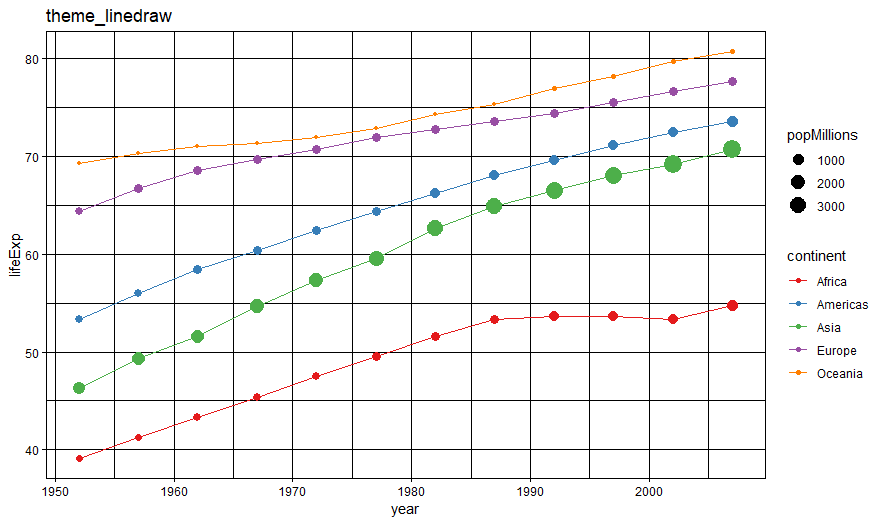 theme_linedraw
80
70
60
50
40
lifeExp
1950 1960 1970 1980 1990 2000
year
popMillions
1000
2000
3000
continent
Africa
Americas
Asia
Europe
Oceania